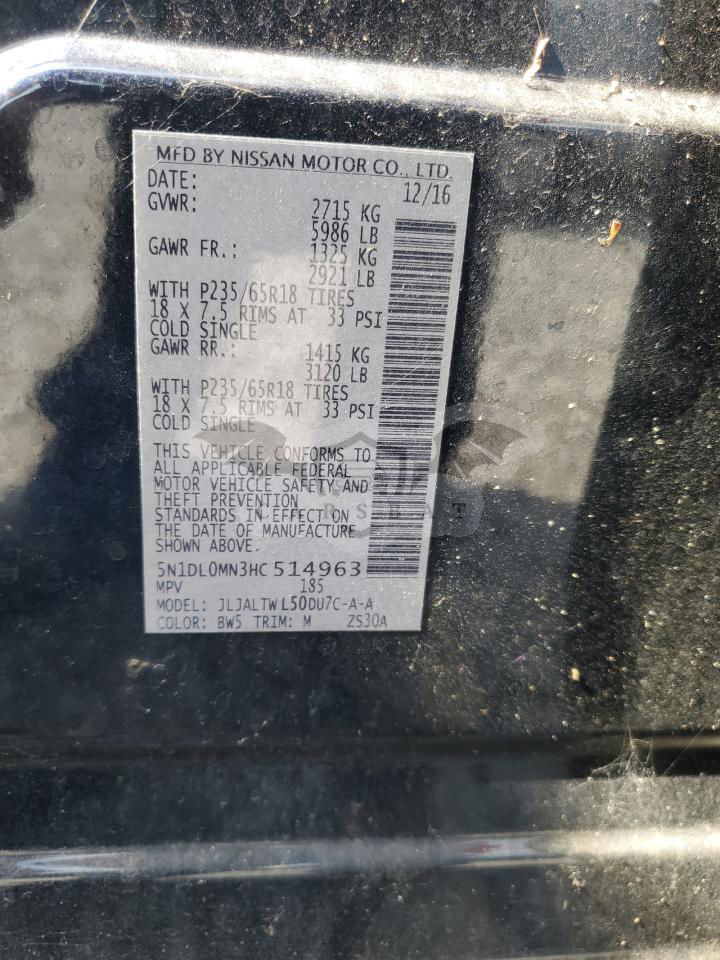 MFD BY NISSAN MOTOR CO., LTD.
DATE: 12/16
GVWR: 2715 KG
5986 LB
GAWR FR.: 1325 KG
2921 LB
WITH P235/65R18 TIRES
18 X 7.5 RIMS AT 33 PSI
COLD SINGLE
GAWR RR.: 1415 KG
3120 LB
WITH P235/65R18 TIRES
18 X 7.5 RIMS AT 33 PSI
COLD SINGLE
THIS VEHICLE CONFORMS TO
ALL APPLICABLE FEDERAL
MOTOR VEHICLE SAFETY AND
THEFT PREVENTION
STANDARDS IN EFFECT ON
THE DATE OF MANUFACTURE
SHOWN ABOVE.
5N1DL0MN3HC 514963
MPV 185
MODEL: JLJALTW L50DU7C-A-A
COLOR: BW5 TRIM: M ZS30A